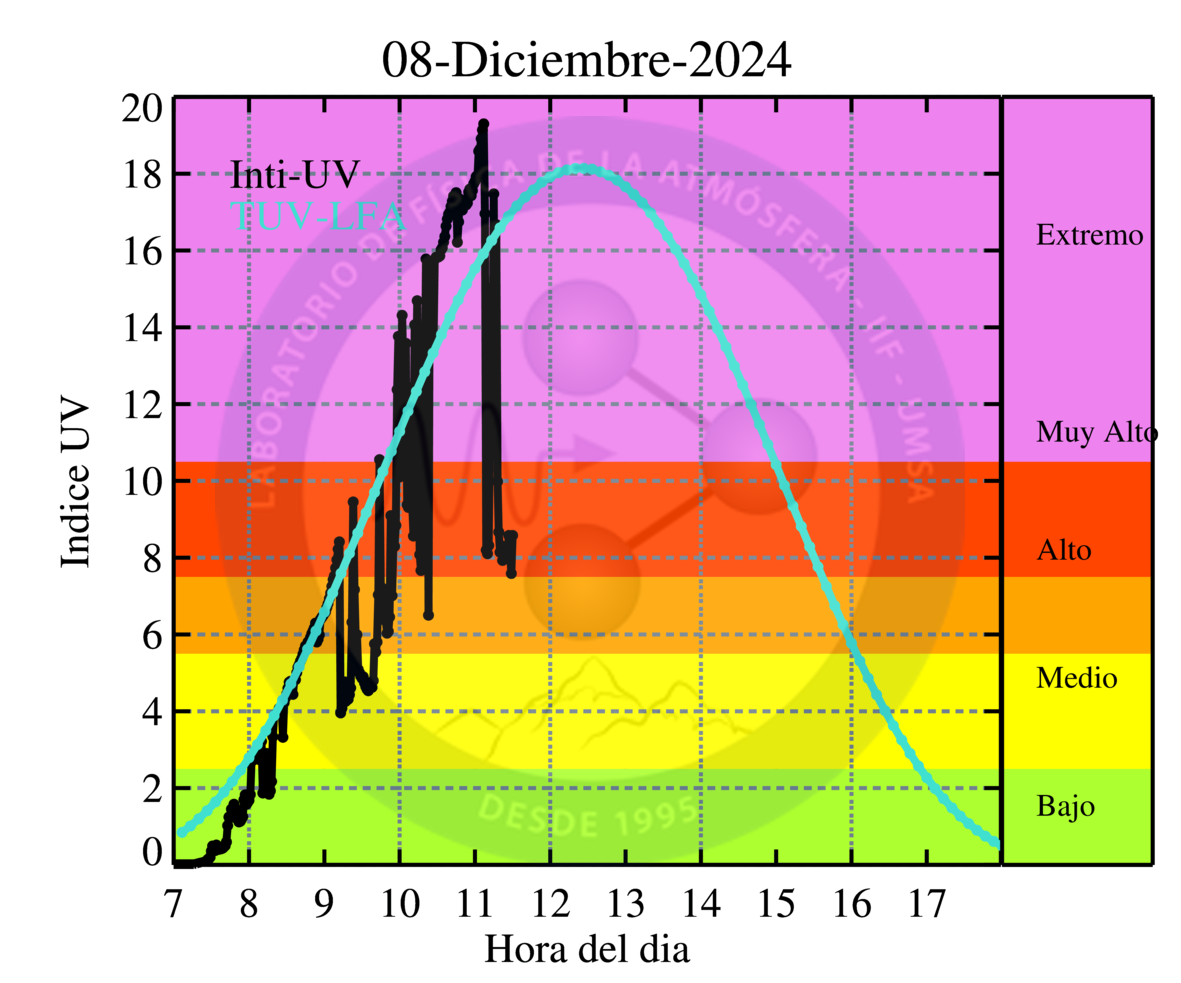 08-Diciembre-2024
Indice UV
20
18
16
14
12
10
8
6
4
2
0
Inti-UV
TUV-LFA
LABORATORIO DE FÍSICA DE LA ATMÓSFERA - IIF - UMSA
DESDE 1995
Extremo
Muy Alto
Alto
Medio
Bajo
7 8 9 10 11 12 13 14 15 16 17
Hora del dia